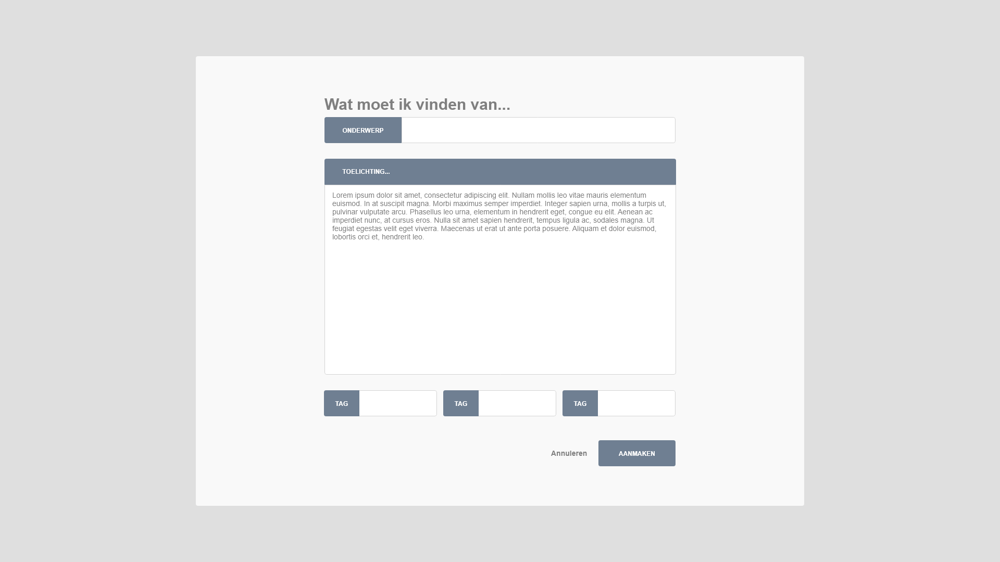 Wat moet ik vinden van...
ONDERWERP
TOELICHTING...
Lorem ipsum dolor sit amet, consectetur adipiscing elit. Nullam mollis leo vitae mauris elementum
euismod. In at suscipit magna. Morbi maximus semper imperdiet. Integer sapien urna, mollis a turpis ut,
pulvinar vulputate arcu. Phasellus leo urna, elementum in hendrerit eget, congue eu elit. Aenean ac
imperdiet nunc, at cursus eros. Nulla sit amet sapien hendrerit, tempus ligula ac, sodales magna. Ut
feugiat egestas velit eget viverra. Maecenas ut erat ut ante porta posuere. Aliquam et dolor euismod,
lobortis orci et, hendrerit leo.
TAG TAG TAG
Annuleren AANMAKEN